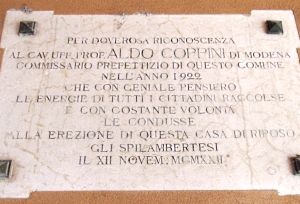 PER DOVEROSA RICONOSCENZA
AL CAV. UFF. PROF. ALDO COPPINI DI MODENA
COMMISSARIO PREFETTIZIO DI QUESTO COMUNE
NELL'ANNO 1922
CHE CON GENIALE PENSIERO
LE ENERGIE DI TUTTI I CITTADINI RACCOLSE
E CON COSTANTE VOLONTÀ
LE CONDUSSE
ALLA EREZIONE DI QUESTA CASA DI RIPOSO
GLI SPILAMBERTESI
IL XII NOVEM. MCMXXII.